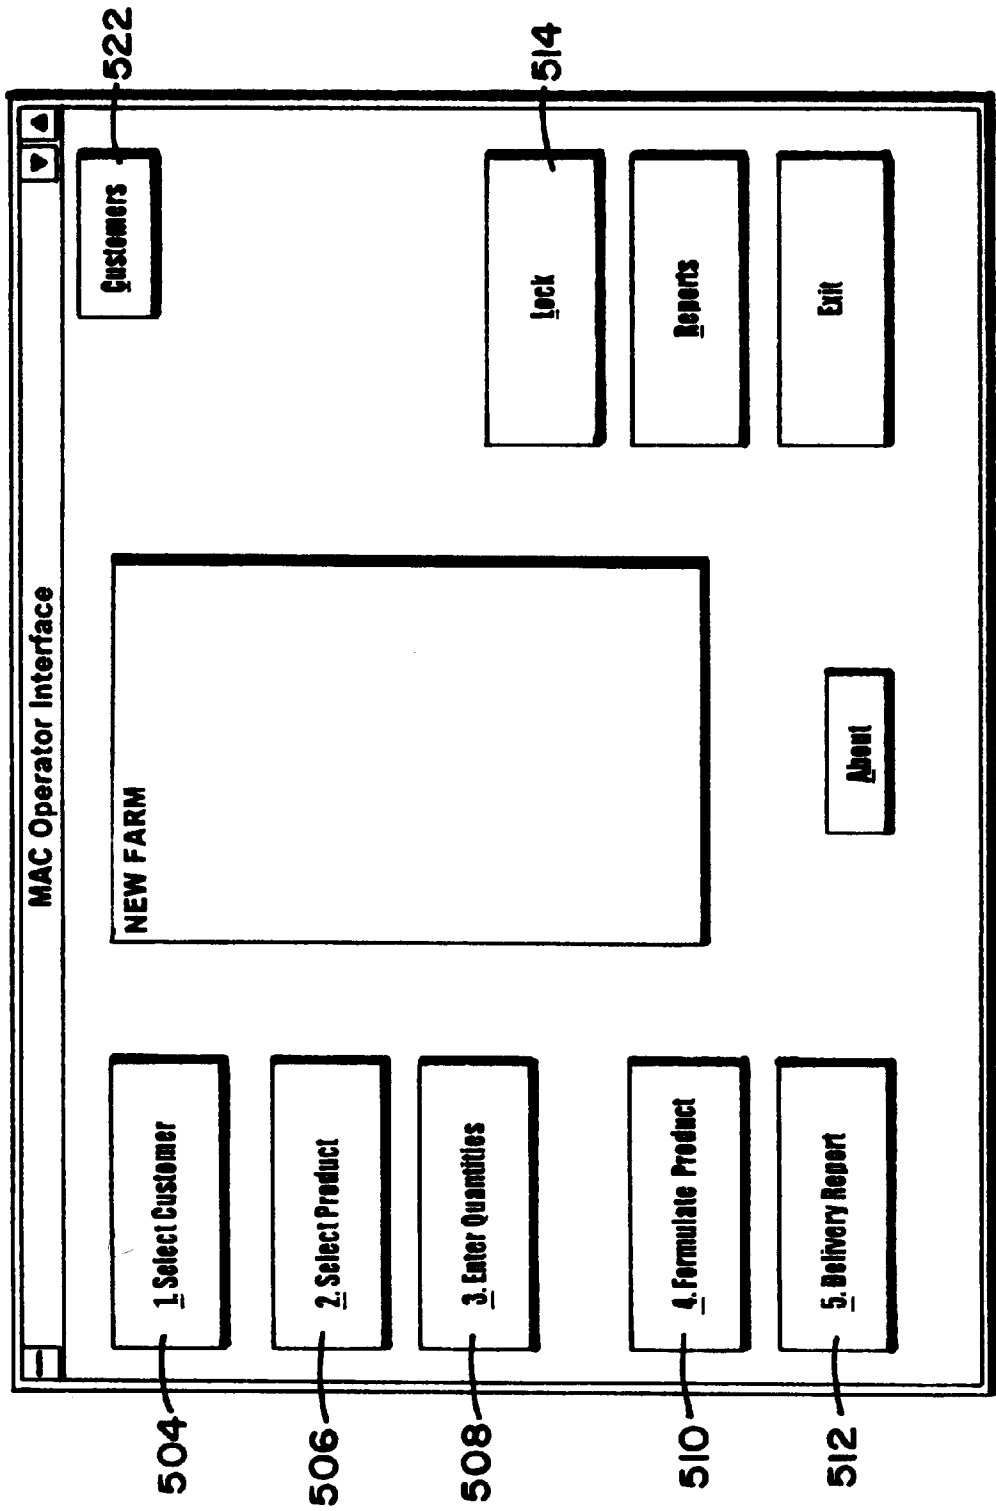 MAC Operator Interface
522
Customers
504
1. Select Customer
NEW FARM
506
2. Select Product
508
3. Enter Quantities
514
Lock
510
4. Formulate Product
Reports
512
5. Delivery Report
About
Exit